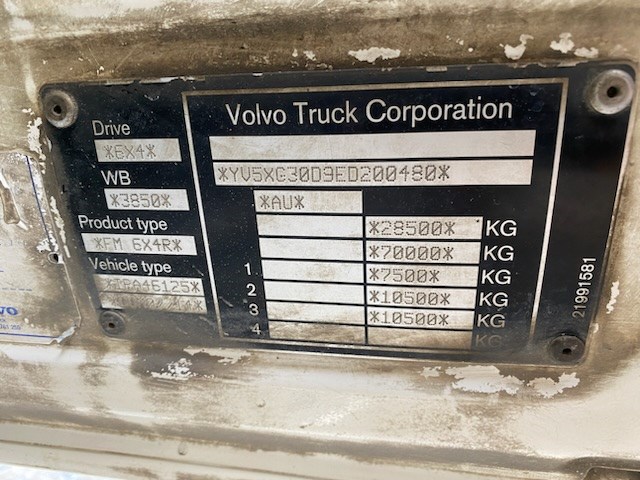 Volvo Truck Corporation
Drive
*6X4*
*YV5XG30D9ED200480*
WB
*3850*
*AU*
Product type
*FM 6X4R*
*28500* KG
*70000* KG
Vehicle type
1 *7500* KG
2 *10500* KG
3 *10500* KG
4 KG
21991581